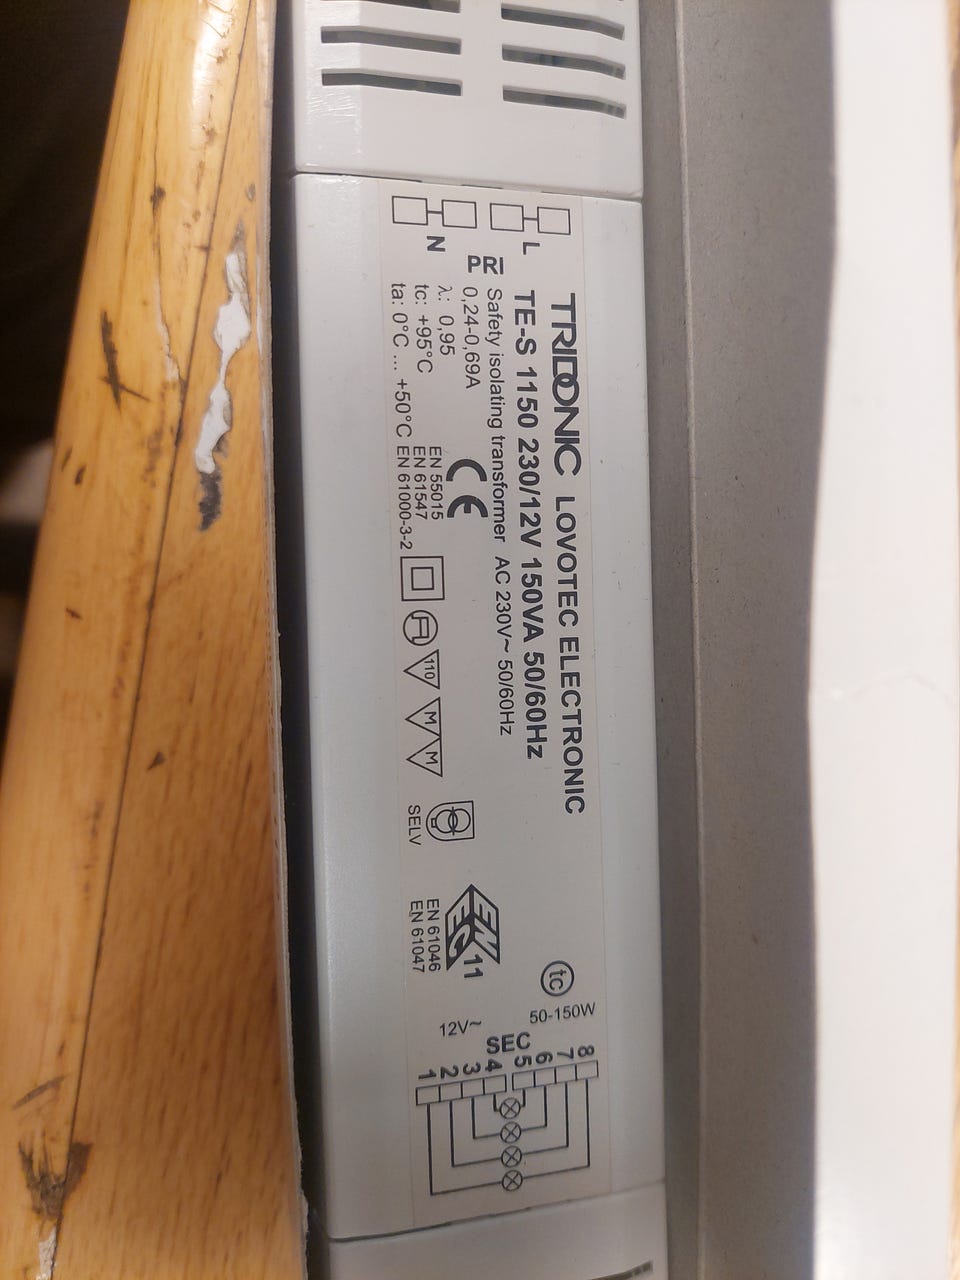 TRIDONIC LOVOTEC ELECTRONIC
TE-S 1150 230/12V 150VA 50/60Hz
Safety isolating transformer AC 230V~ 50/60Hz
L
PRI
N
0,24-0,69A
λ: 0,95
tc: +95°C
ta: 0°C ... +50°C
CE
EN 55015
EN 61547
EN 61000-3-2
110
M M
SELV
ENEC 11
EN 61046
EN 61047
tc
50-150W
12V~
SEC
1 2 3 4 5 6 7 8